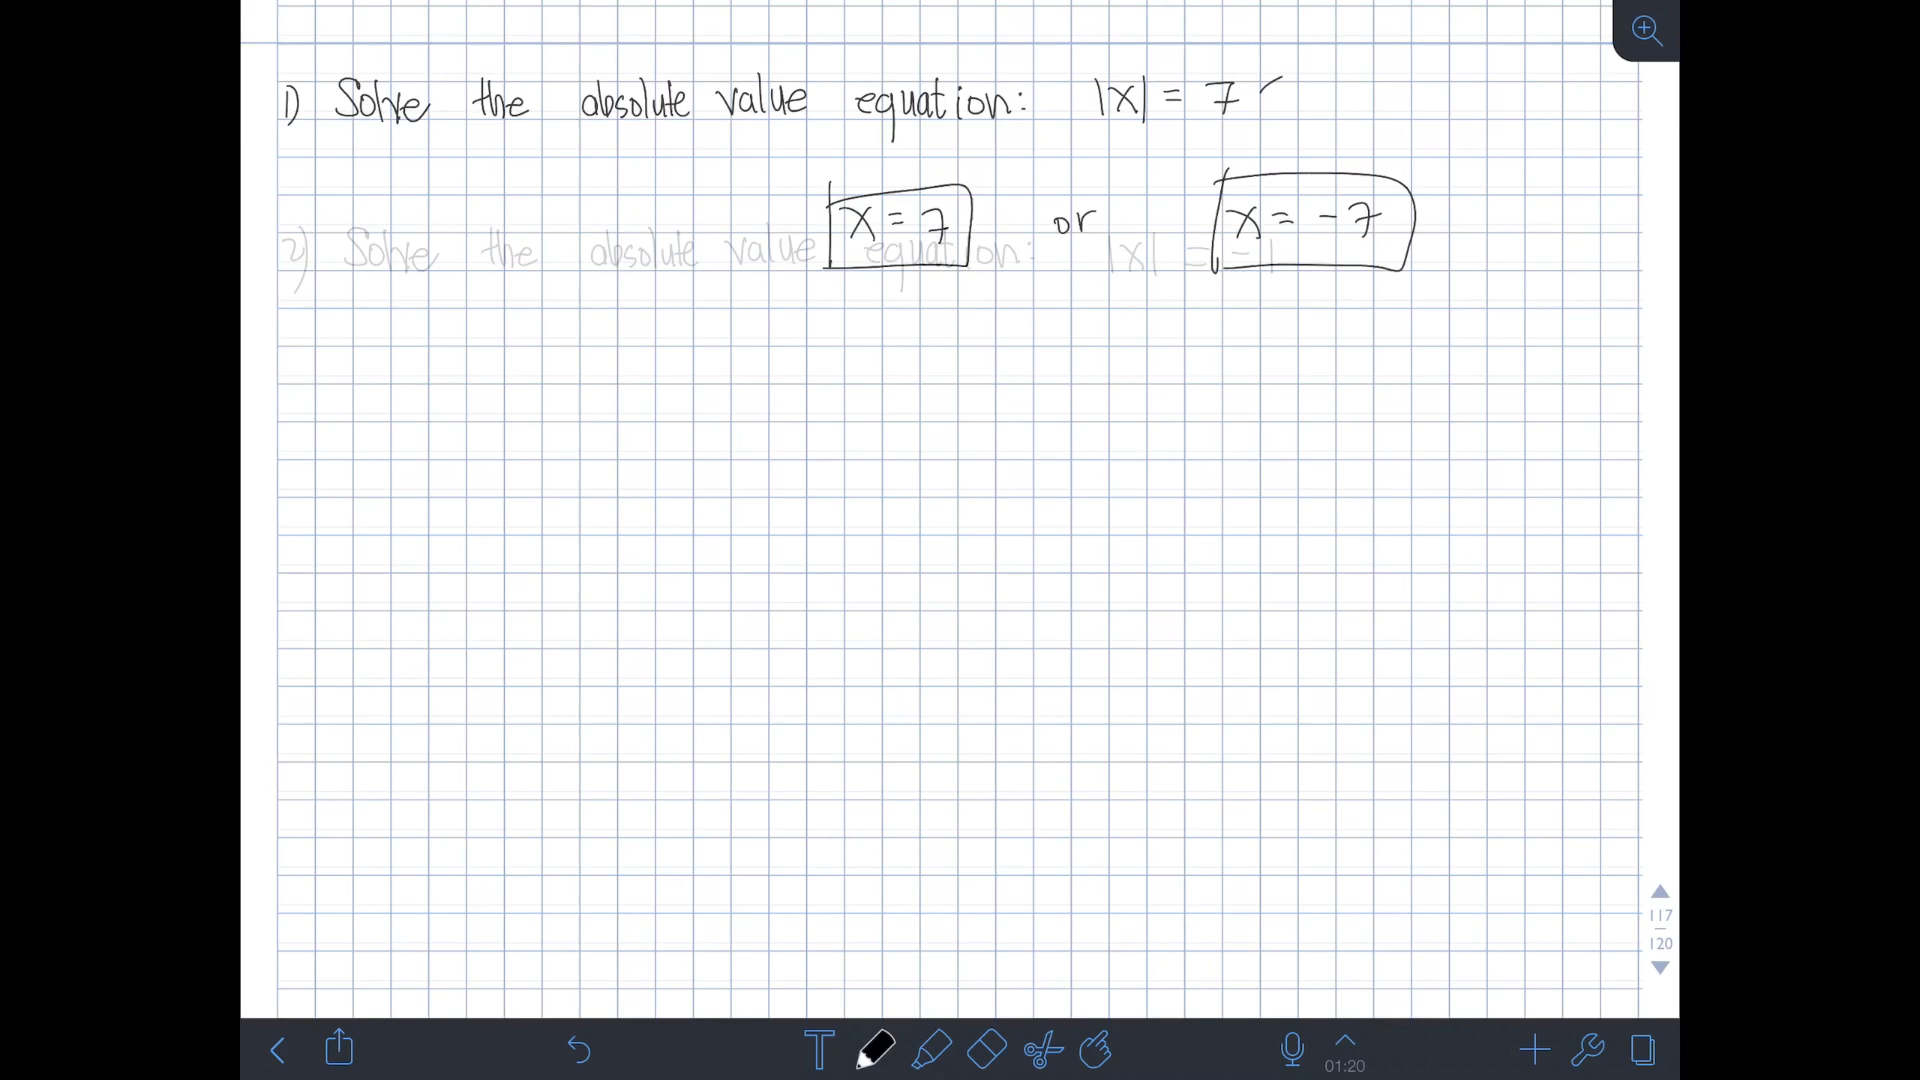 1) Solve the absolute value equation: |x| = 7
x = 7 or x = -7
2) Solve the absolute value equation: |x| = -1
117
120
01:20